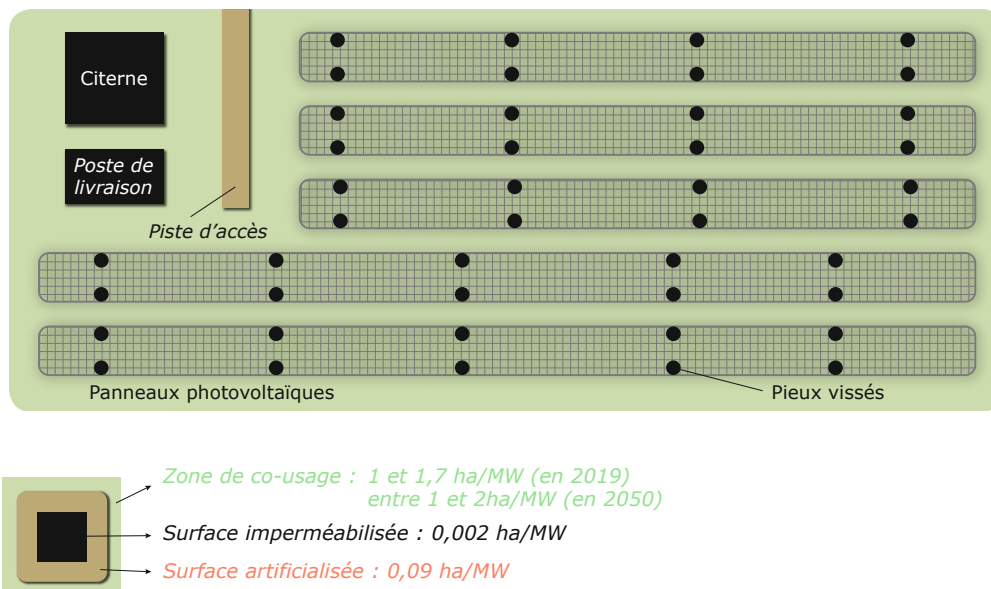 Citerne
Poste de
livraison
Piste d'accès
Panneaux photovoltaïques
Pieux vissés
Zone de co-usage : 1 et 1,7 ha/MW (en 2019)
entre 1 et 2ha/MW (en 2050)
Surface imperméabilisée : 0,002 ha/MW
Surface artificialisée : 0,09 ha/MW